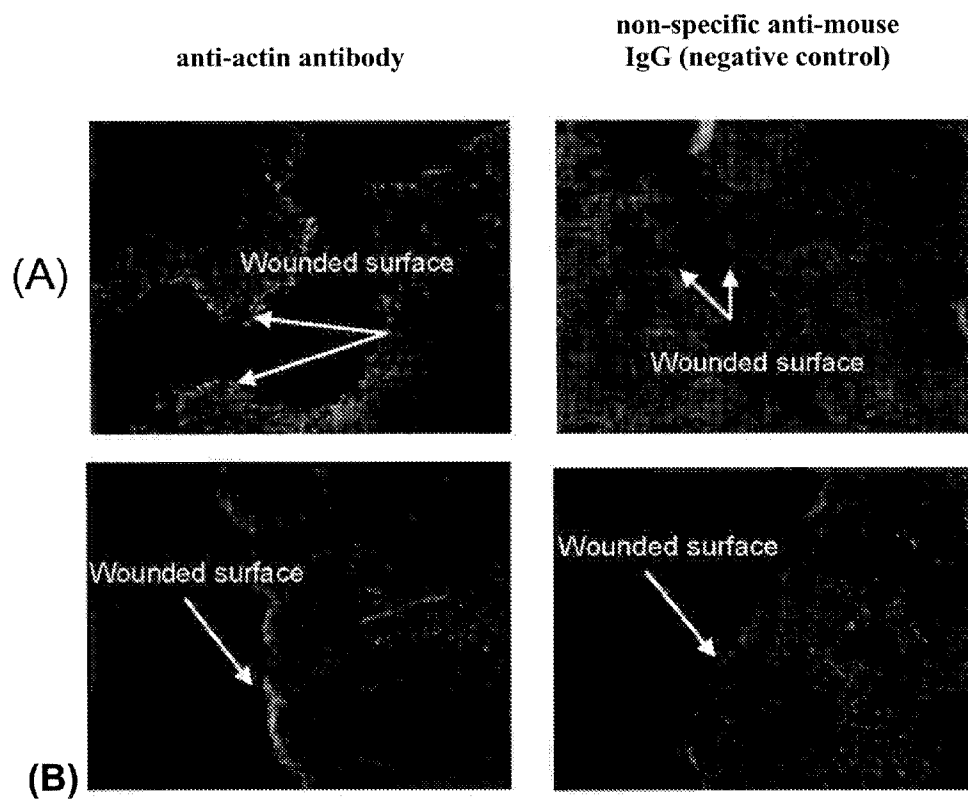 anti-actin antibody
non-specific anti-mouse
IgG (negative control)
(A)
Wounded surface
Wounded surface
Wounded surface
Wounded surface
(B)